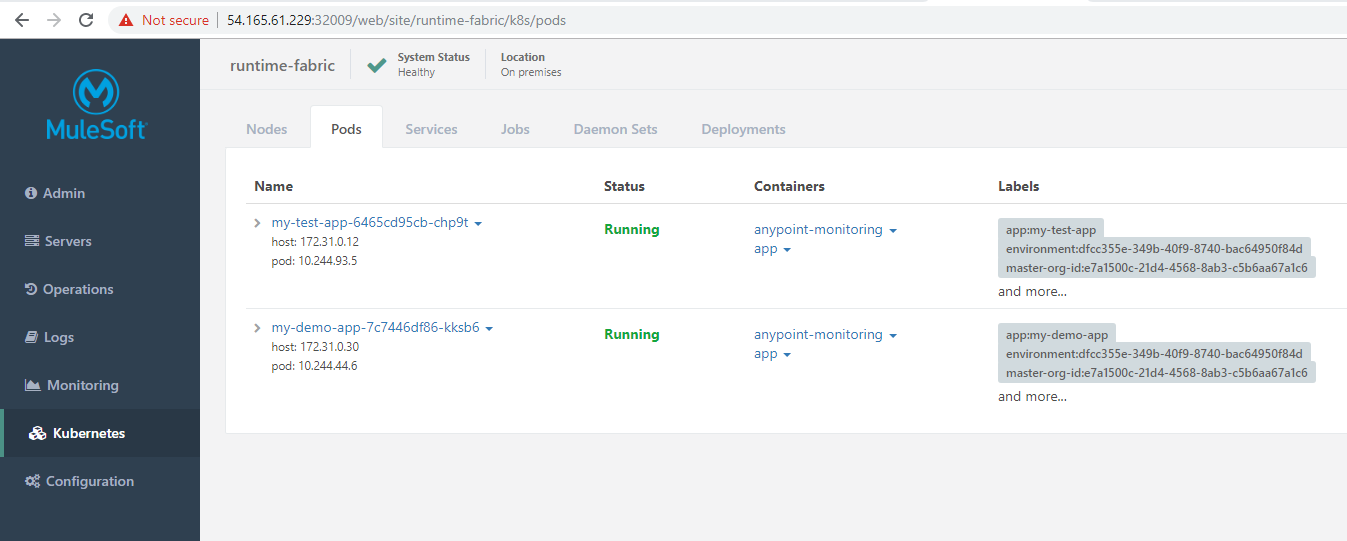 Not secure 54.165.61.229:32009/web/site/runtime-fabric/k8s/pods
MuleSoft
runtime-fabric
System Status
Healthy
Location
On premises
Admin
Servers
Operations
Logs
Monitoring
Kubernetes
Configuration
Nodes Pods Services Jobs Daemon Sets Deployments
Name Status Containers Labels
my-test-app-6465cd95cb-chp9t
host: 172.31.0.12
pod: 10.244.93.5
Running
anypoint-monitoring
app
app:my-test-app
environment:dfcc355e-349b-40f9-8740-bac64950f84d
master-org-id:e7a1500c-21d4-4568-8ab3-c5b6aa67a1c6
and more...
my-demo-app-7c7446df86-kksb6
host: 172.31.0.30
pod: 10.244.44.6
Running
anypoint-monitoring
app
app:my-demo-app
environment:dfcc355e-349b-40f9-8740-bac64950f84d
master-org-id:e7a1500c-21d4-4568-8ab3-c5b6aa67a1c6
and more...